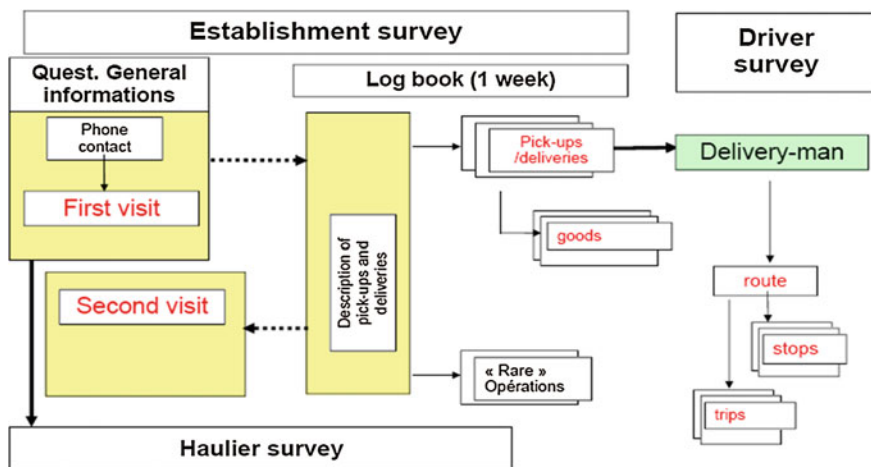 Establishment survey
Driver
survey
Quest. General
informations
Log book (1 week)
Phone
contact
First visit
Pick-ups
/deliveries
Delivery-man
goods
Description of
pick-ups and
deliveries
Second visit
route
stops
trips
« Rare »
Opérations
Haulier survey